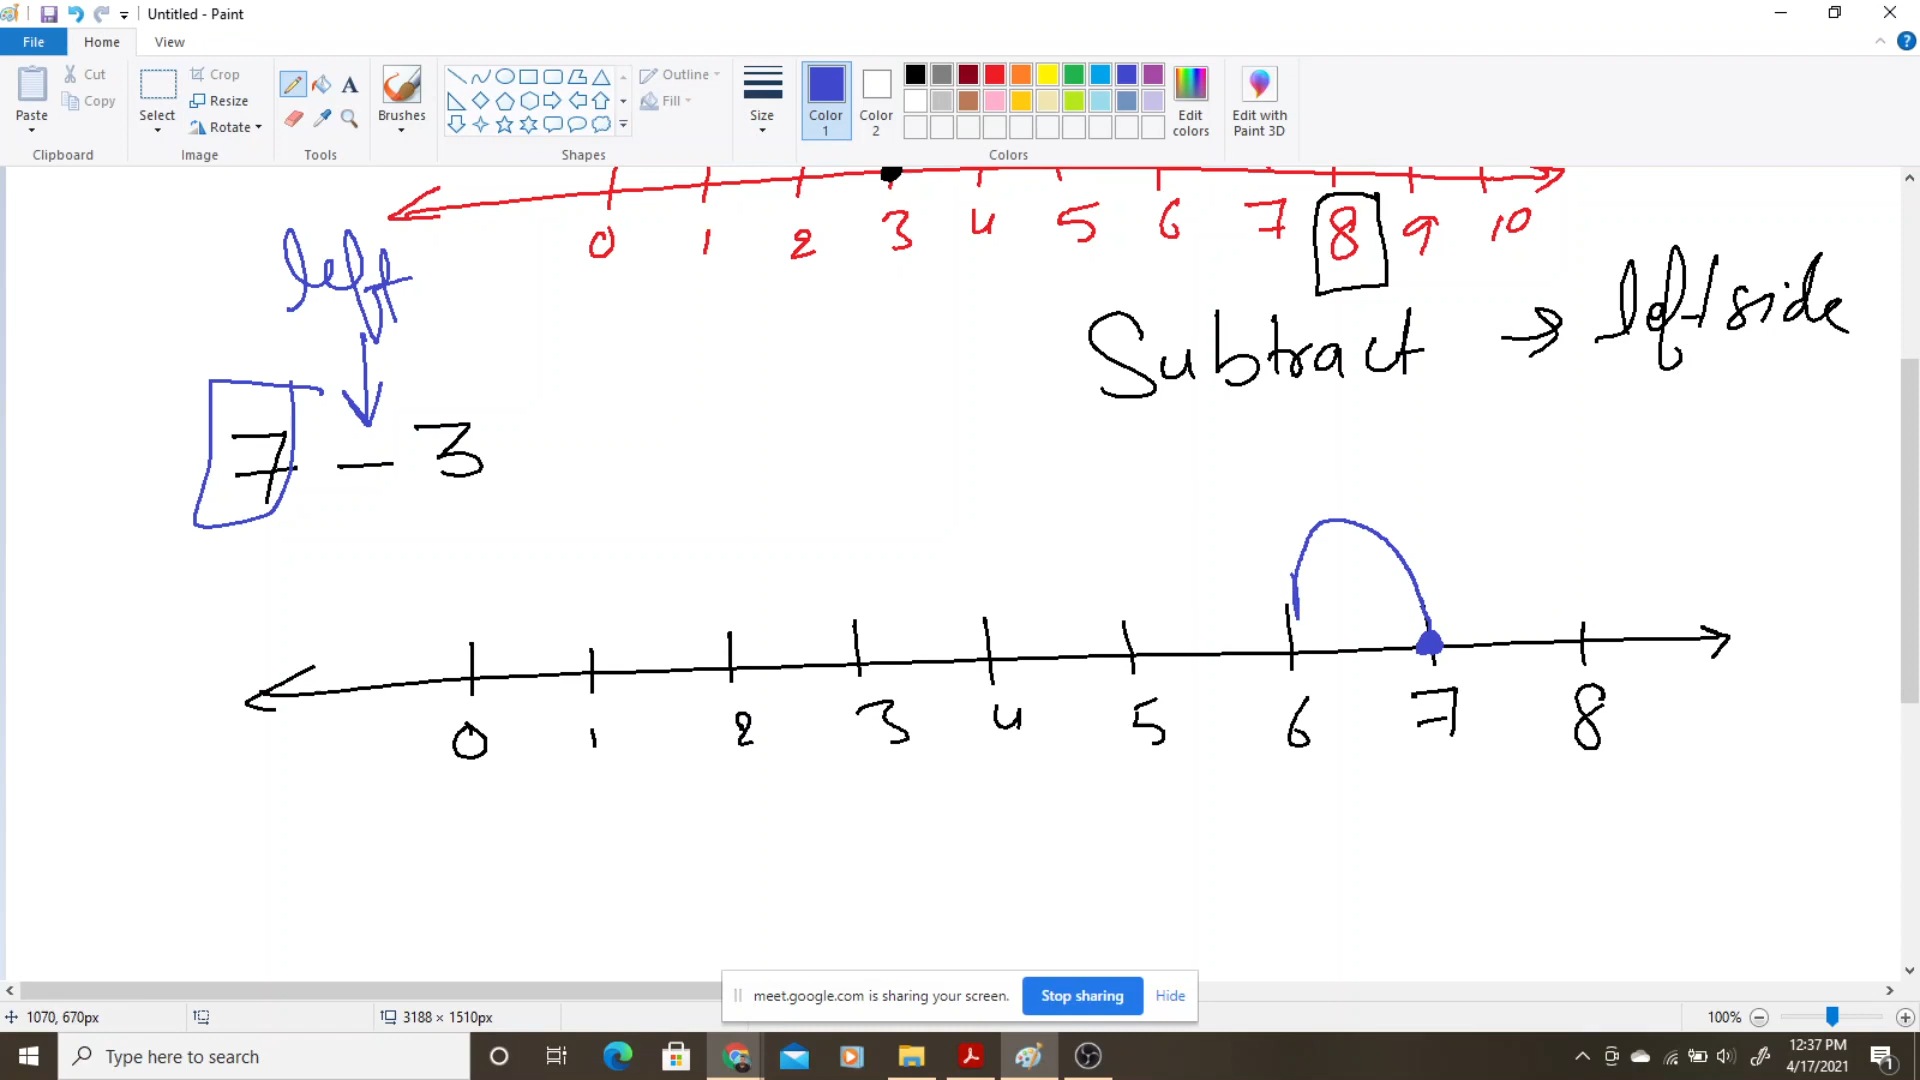 Untitled - Paint
File Home View
Paste Cut Copy Clipboard
Select Crop Resize Rotate Image
Tools
Brushes
Shapes Outline Fill
Size
Color 1 Color 2 Colors
Edit colors
Edit with Paint 3D
0 1 2 3 4 5 6 7 8 9 10
left
Subtract → left side
7 - 3
0 1 2 3 4 5 6 7 8
meet.google.com is sharing your screen. Stop sharing Hide
1070, 670px 3188 × 1510px 100%
Type here to search
12:37 PM
4/17/2021
1